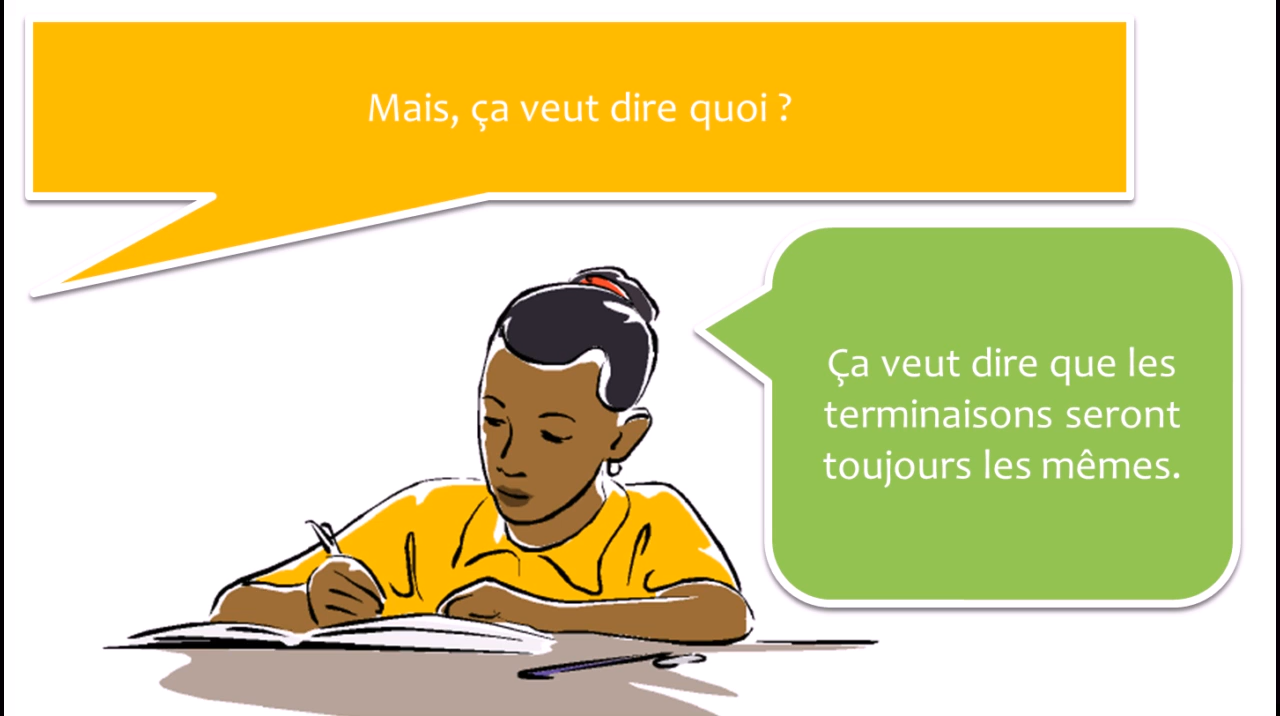 Mais, ça veut dire quoi ?
Ça veut dire que les
terminaisons seront
toujours les mêmes.